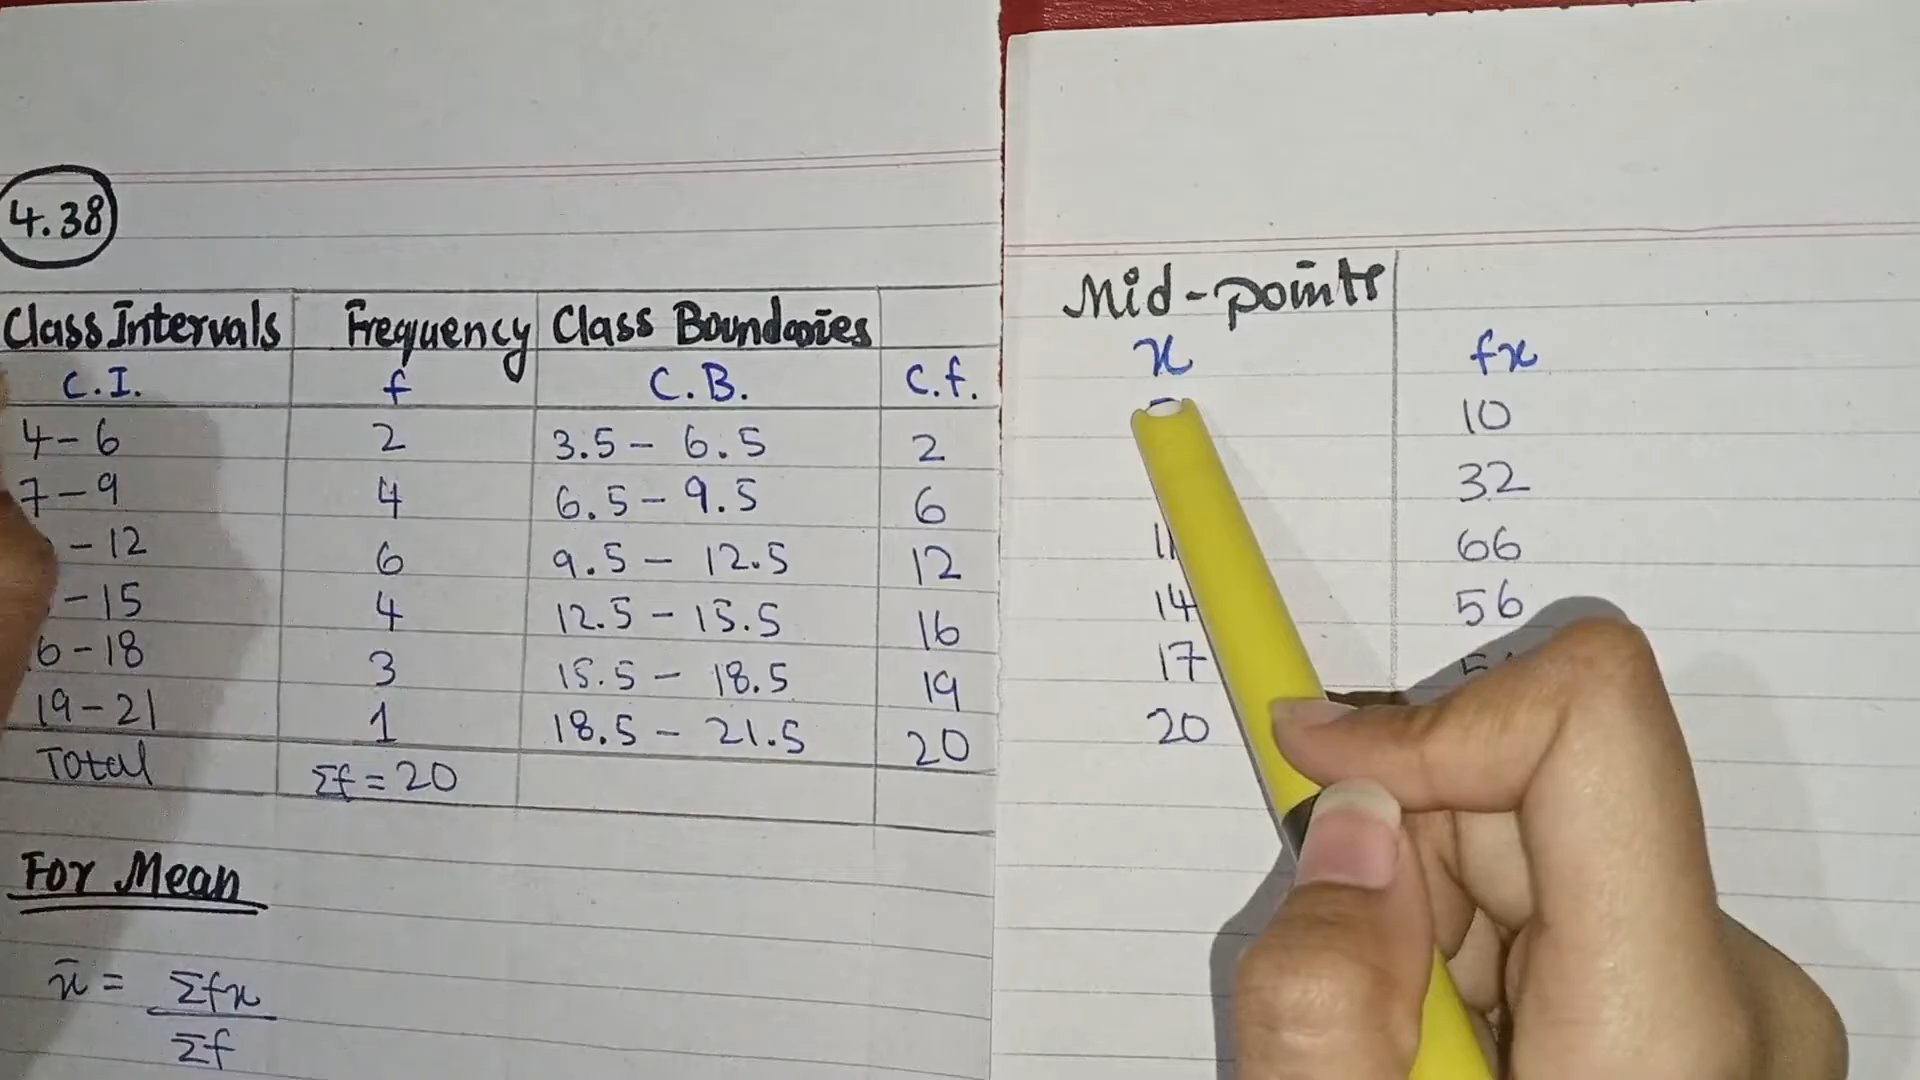 4.38
Class Intervals Frequency Class Boundaries
C.I. f C.B. C.f.
4-6 2 3.5 - 6.5 2
7-9 4 6.5 - 9.5 6
-12 6 9.5 - 12.5 12
-15 4 12.5 - 15.5 16
6-18 3 15.5 - 18.5 19
19-21 1 18.5 - 21.5 20
Total Σf = 20
For Mean
x̄ = Σfx
Σf
Mid-points
x fx
10
32
11 66
14 56
17
20